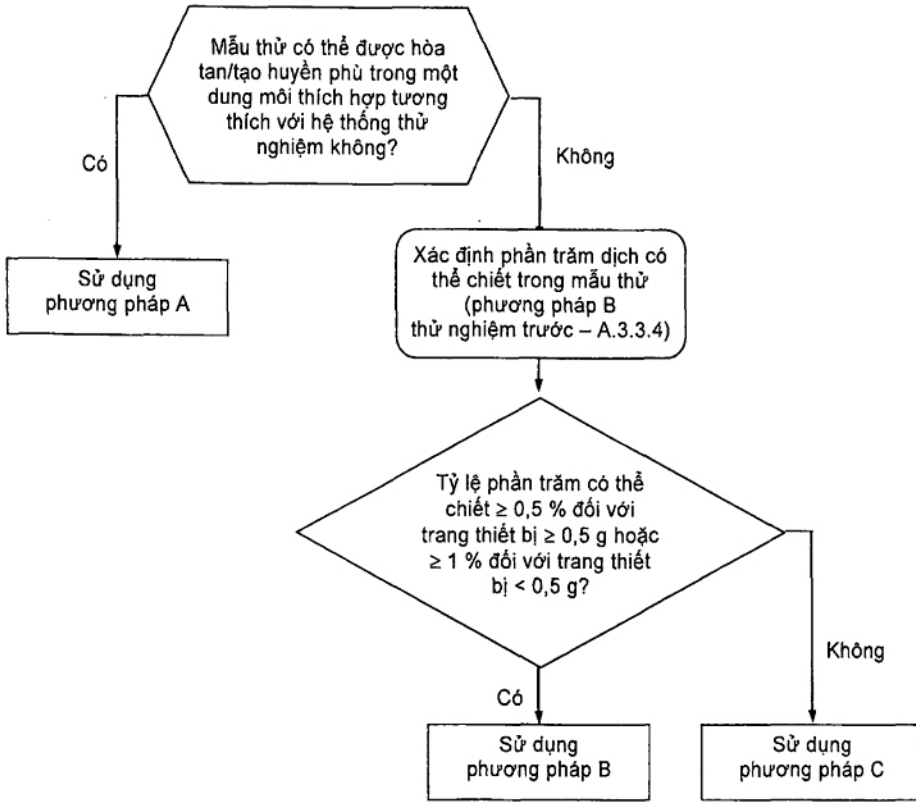 Mẫu thử có thể được hòa
tan/tạo huyền phù trong một
dung môi thích hợp tương
thích với hệ thống thử
nghiệm không?
Có
Không
Sử dụng
phương pháp A
Xác định phần trăm dịch có
thể chiết trong mẫu thử
(phương pháp B
thử nghiệm trước – A.3.3.4)
Tỷ lệ phần trăm có thể
chiết ≥ 0,5 % đối với
trang thiết bị ≥ 0,5 g hoặc
≥ 1 % đối với trang thiết
bị < 0,5 g?
Không
Có
Sử dụng
phương pháp B
Sử dụng
phương pháp C